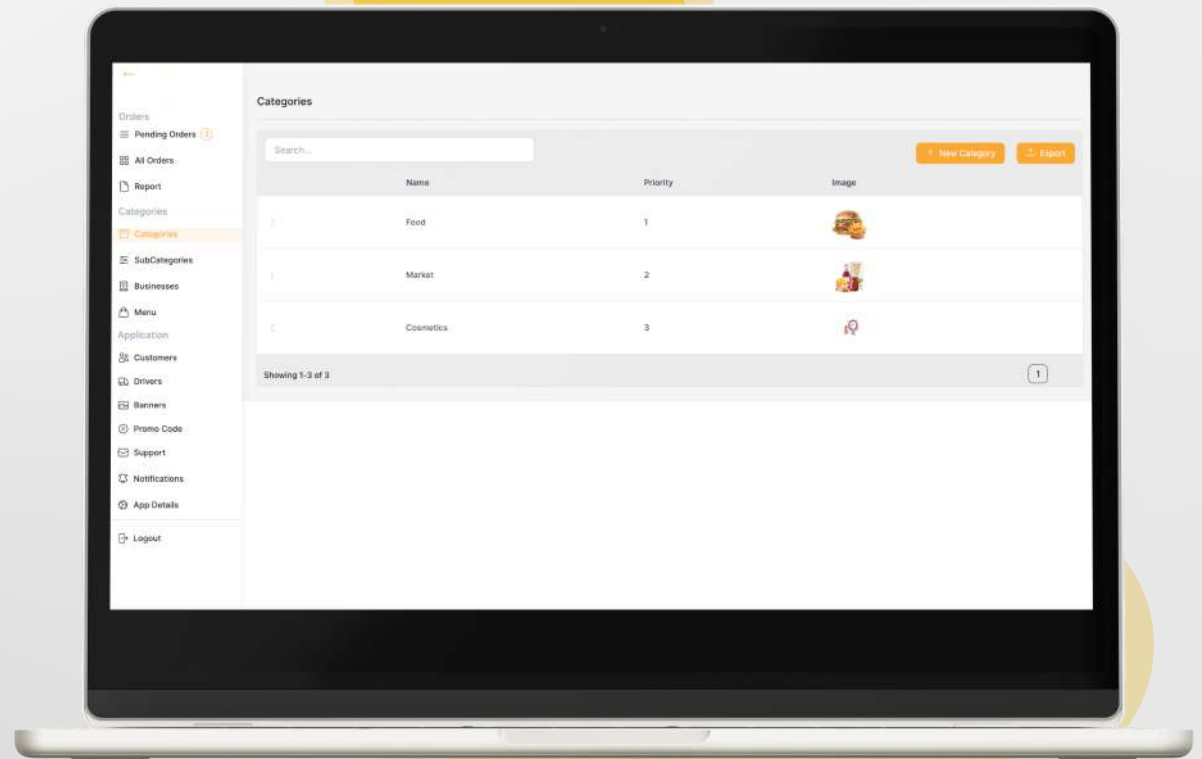 Orders
Pending Orders
All Orders
Report
Categories
Categories
SubCategories
Businesses
Menu
Application
Customers
Drivers
Banners
Promo Code
Support
Notifications
App Details
Logout
Categories
Search...
+ New Category
Export
Name Priority Image
Food 1
Market 2
Cosmetics 3
Showing 1-3 of 3
1